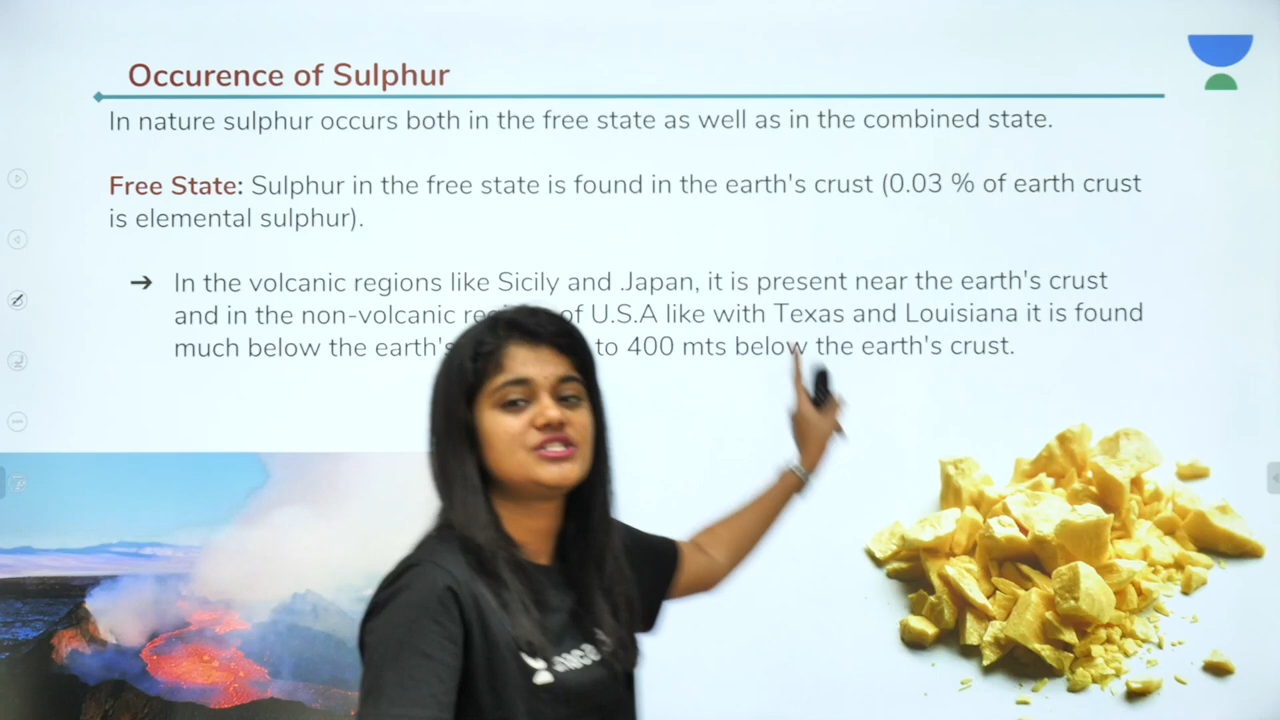 Occurence of Sulphur
In nature sulphur occurs both in the free state as well as in the combined state.
Free State: Sulphur in the free state is found in the earth's crust (0.03 % of earth crust
is elemental sulphur).
➔ In the volcanic regions like Sicily and .Japan, it is present near the earth's crust
and in the non-volcanic of U.S.A like with Texas and Louisiana it is found
much below the earth's to 400 mts below the earth's crust.